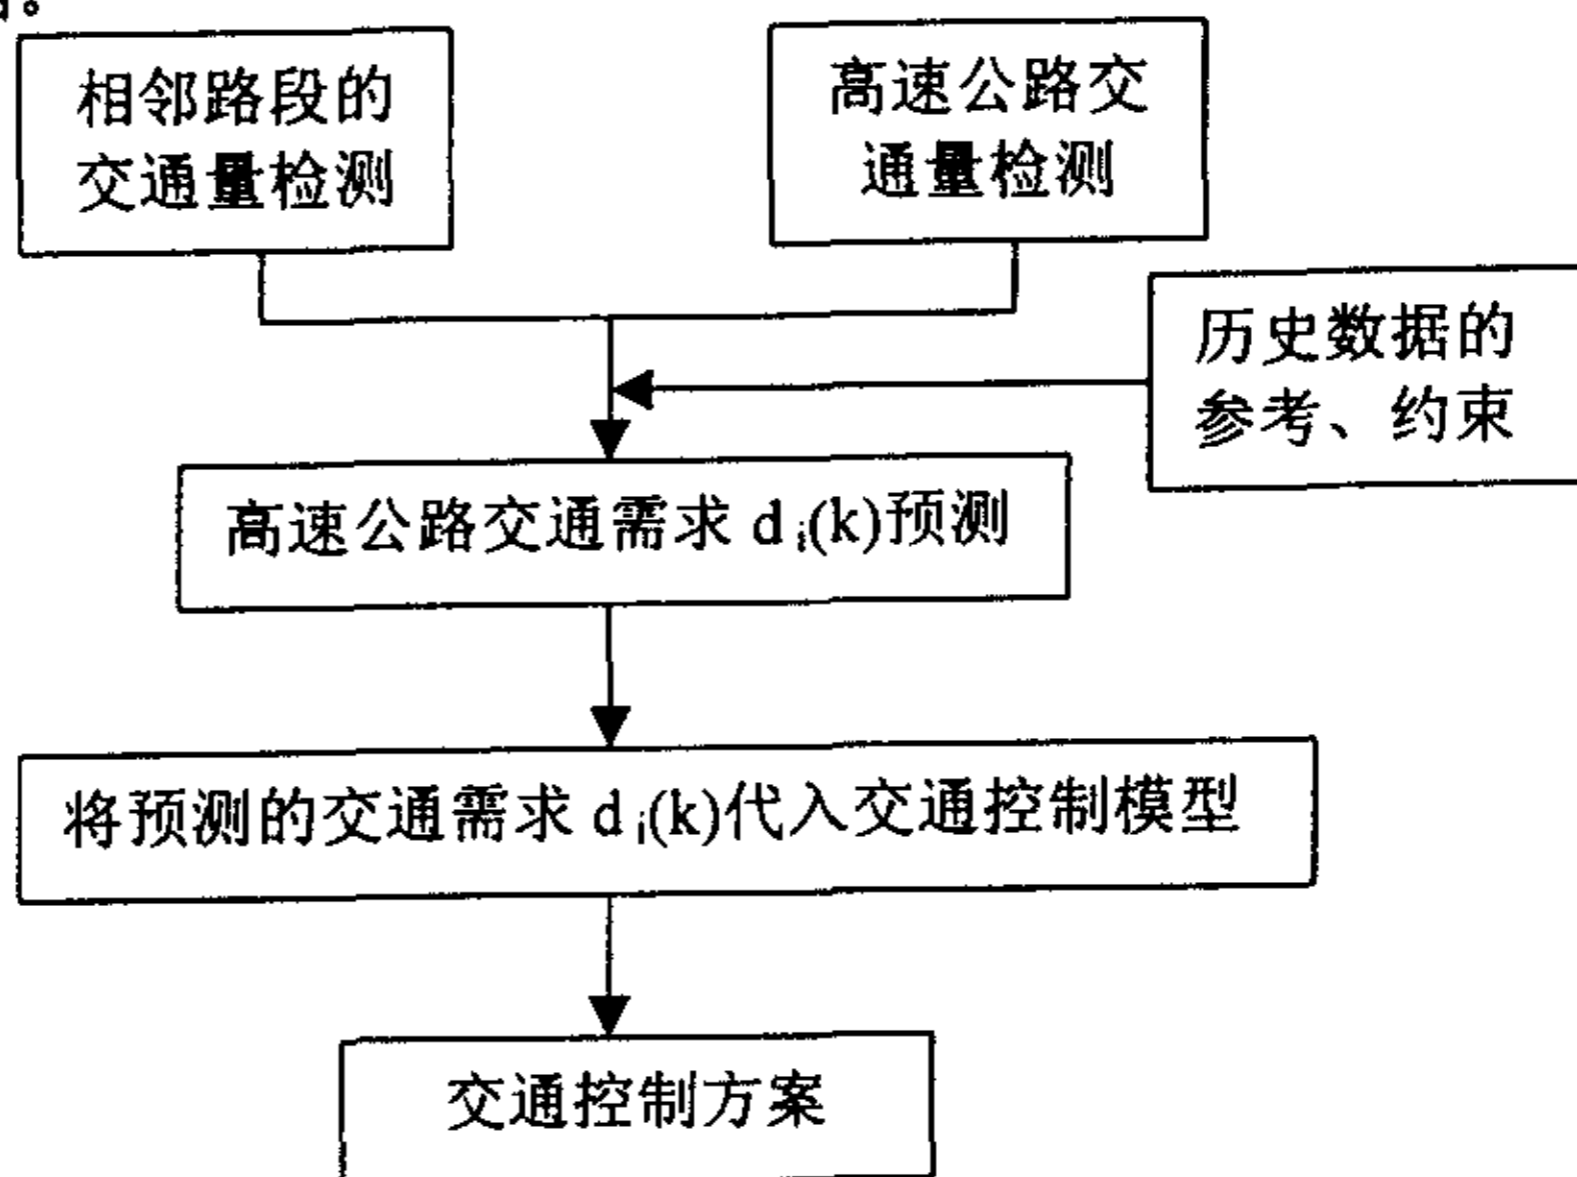 相邻路段的
交通量检测
高速公路交
通量检测
历史数据的
参考、约束
高速公路交通需求 d i(k)预测
将预测的交通需求 d i(k)代入交通控制模型
交通控制方案